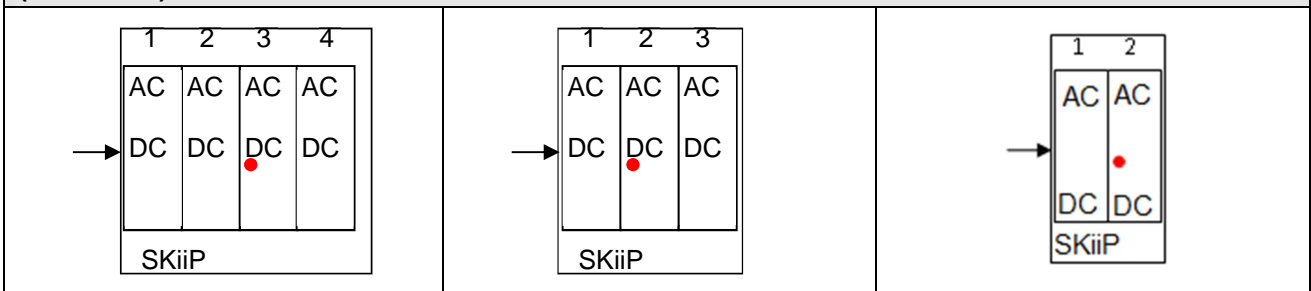 1 2 3 4
AC AC AC AC
DC DC DC DC
SKiiP
1 2 3
AC AC AC
DC DC DC
SKiiP
1 2
AC AC
DC DC
SKiiP